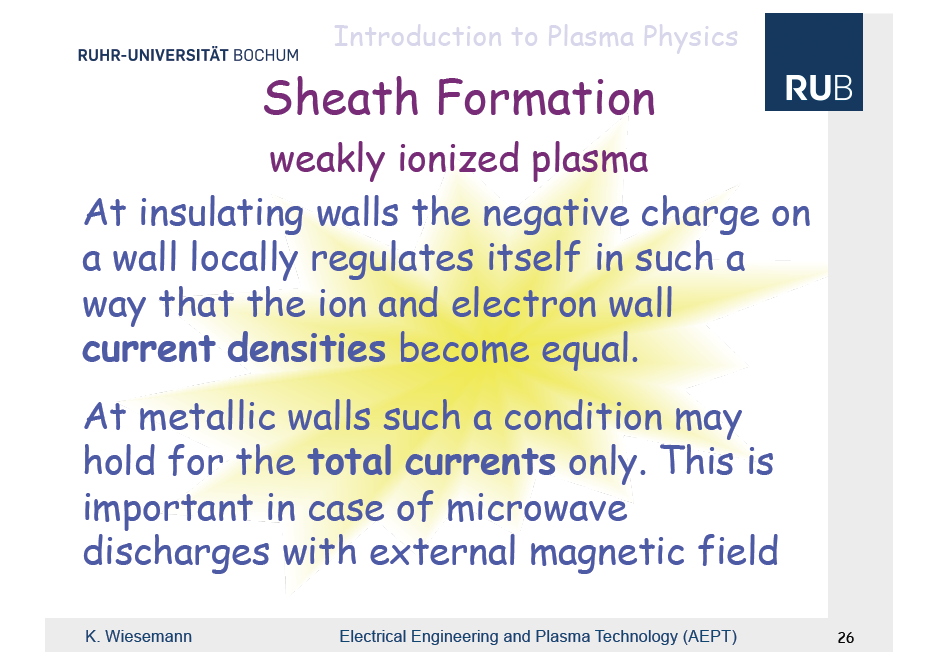 Introduction to Plasma Physics
RUHR-UNIVERSITÄT BOCHUM
RUB
Sheath Formation
weakly ionized plasma
At insulating walls the negative charge on
a wall locally regulates itself in such a
way that the ion and electron wall
current densities become equal.
At metallic walls such a condition may
hold for the total currents only. This is
important in case of microwave
discharges with external magnetic field
K. Wiesemann
Electrical Engineering and Plasma Technology (AEPT)
26